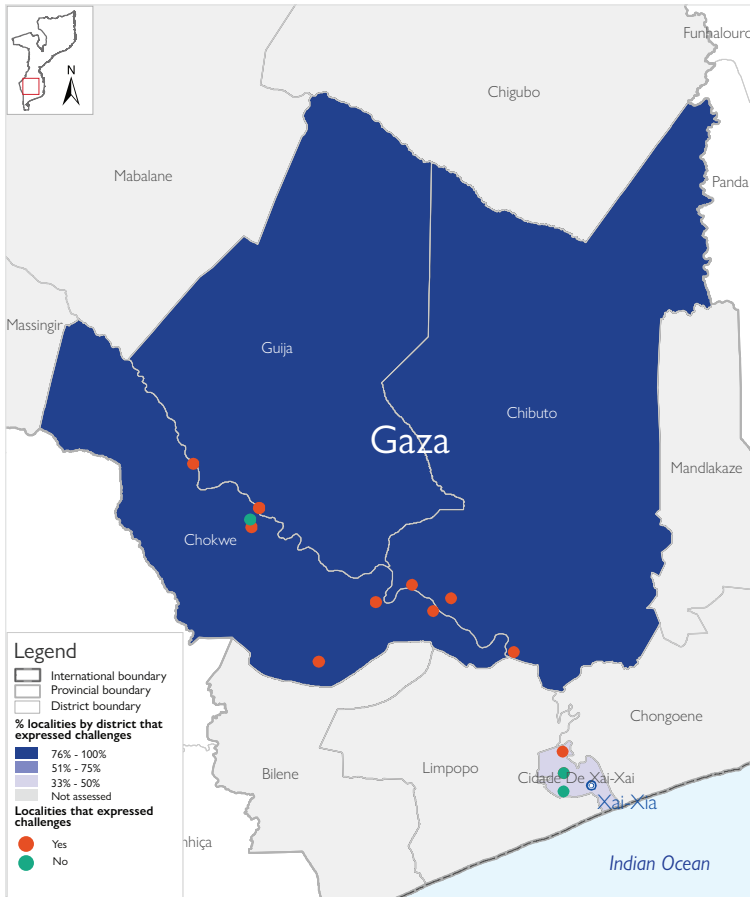 N
Funhalouro
Chigubo
Mabalane
Panda
Massingir
Guija
Chibuto
Gaza
Mandlakaze
Chokwe
Chongoene
Limpopo
Bilene
Cidade De Xai-Xai
Xai-Xia
nhiça
Indian Ocean
Legend
International boundary
Provincial boundary
District boundary
% localities by district that
expressed challenges
76% - 100%
51% - 75%
33% - 50%
Not assessed
Localities that expressed
challenges
Yes
No